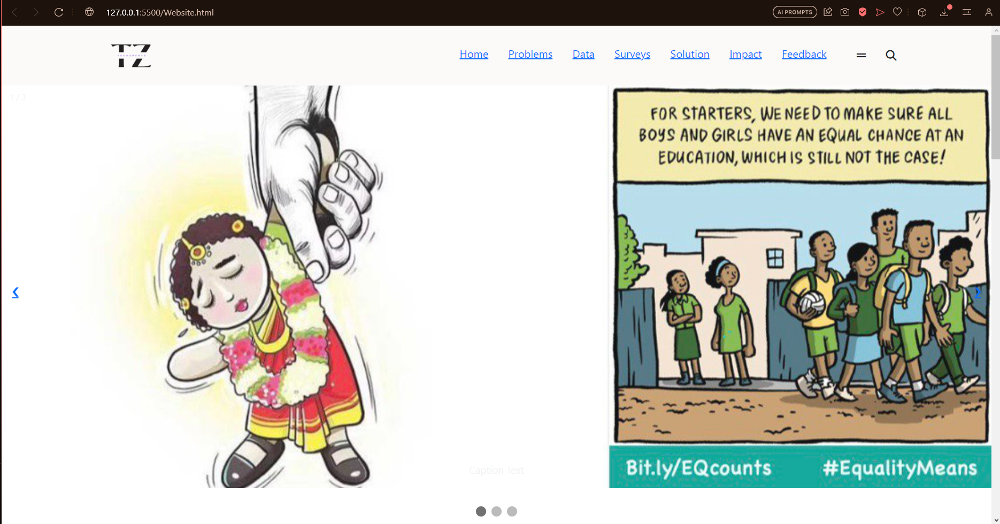 127.0.0.1:5500/Website.html
AI PROMPTS
TZ
Home Problems Data Surveys Solution Impact Feedback
1 / 3
FOR STARTERS, WE NEED TO MAKE SURE ALL
BOYS AND GIRLS HAVE AN EQUAL CHANCE AT AN
EDUCATION, WHICH IS STILL NOT THE CASE!
❮
❯
Caption Text
Bit.ly/EQcounts #EqualityMeans